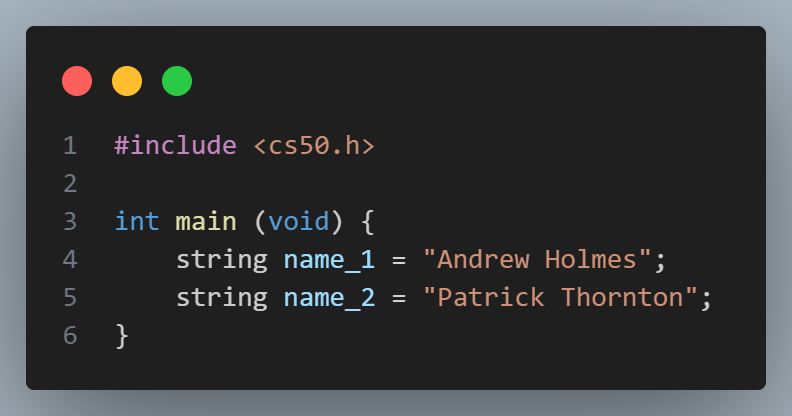 1 #include <cs50.h>
2
3 int main (void) {
4     string name_1 = "Andrew Holmes";
5     string name_2 = "Patrick Thornton";
6 }